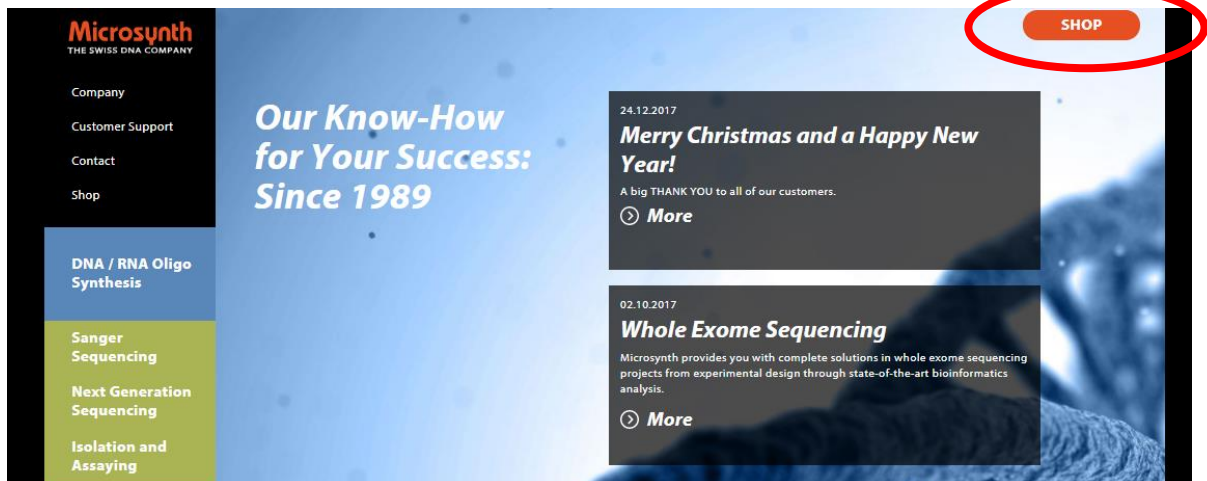 Microsynth
THE SWISS DNA COMPANY
Company
Customer Support
Contact
Shop
DNA / RNA Oligo
Synthesis
Sanger
Sequencing
Next Generation
Sequencing
Isolation and
Assaying
Our Know-How
for Your Success:
Since 1989
SHOP
24.12.2017
Merry Christmas and a Happy New
Year!
A big THANK YOU to all of our customers.
More
02.10.2017
Whole Exome Sequencing
Microsynth provides you with complete solutions in whole exome sequencing
projects from experimental design through state-of-the-art bioinformatics
analysis.
More